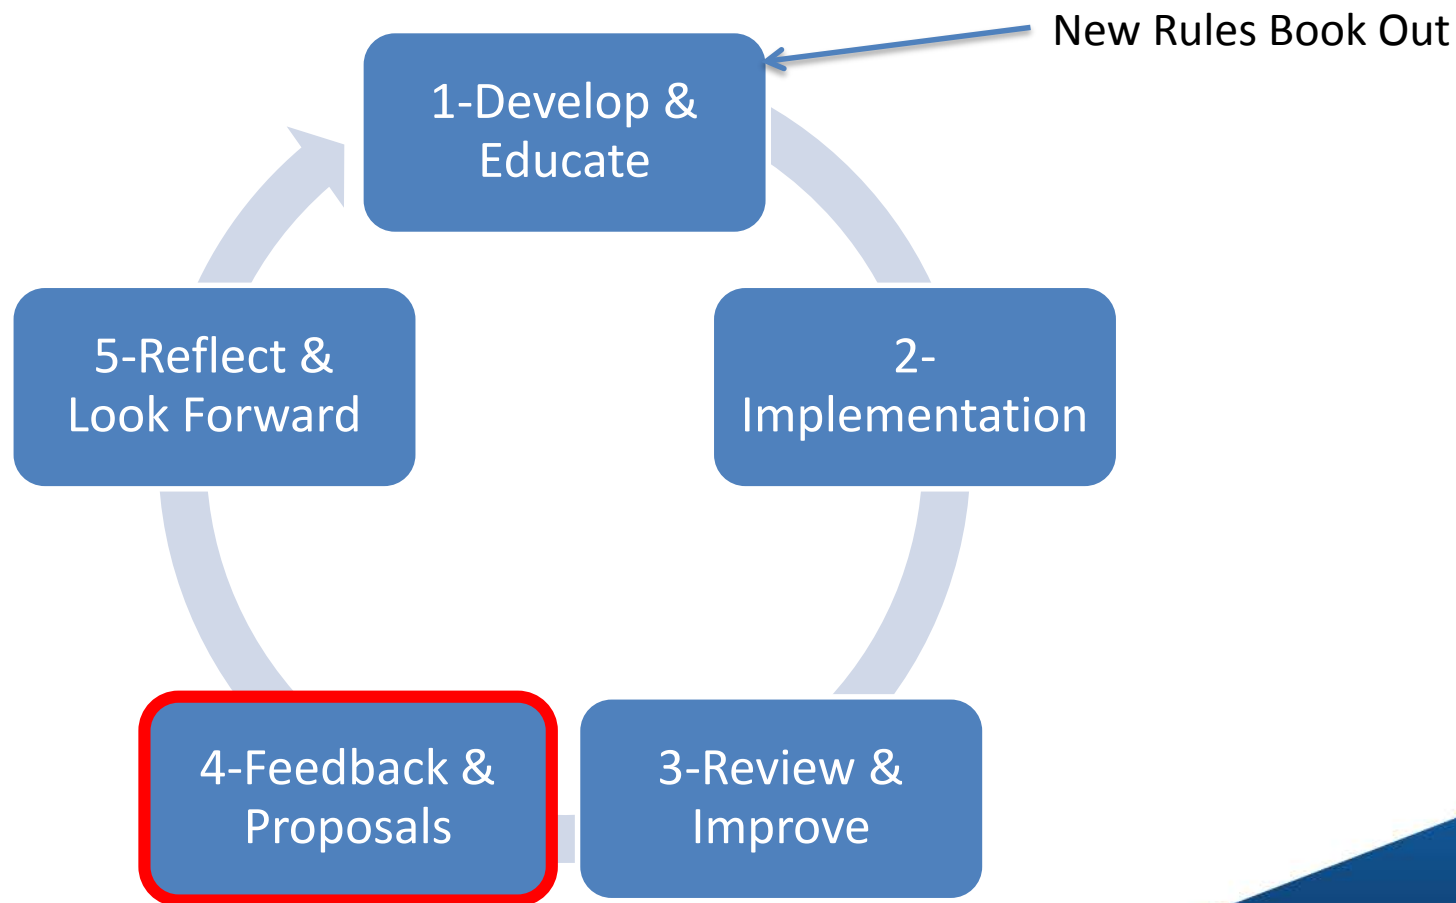 New Rules Book Out
1-Develop &
Educate
2-
Implementation
3-Review &
Improve
4-Feedback &
Proposals
5-Reflect &
Look Forward